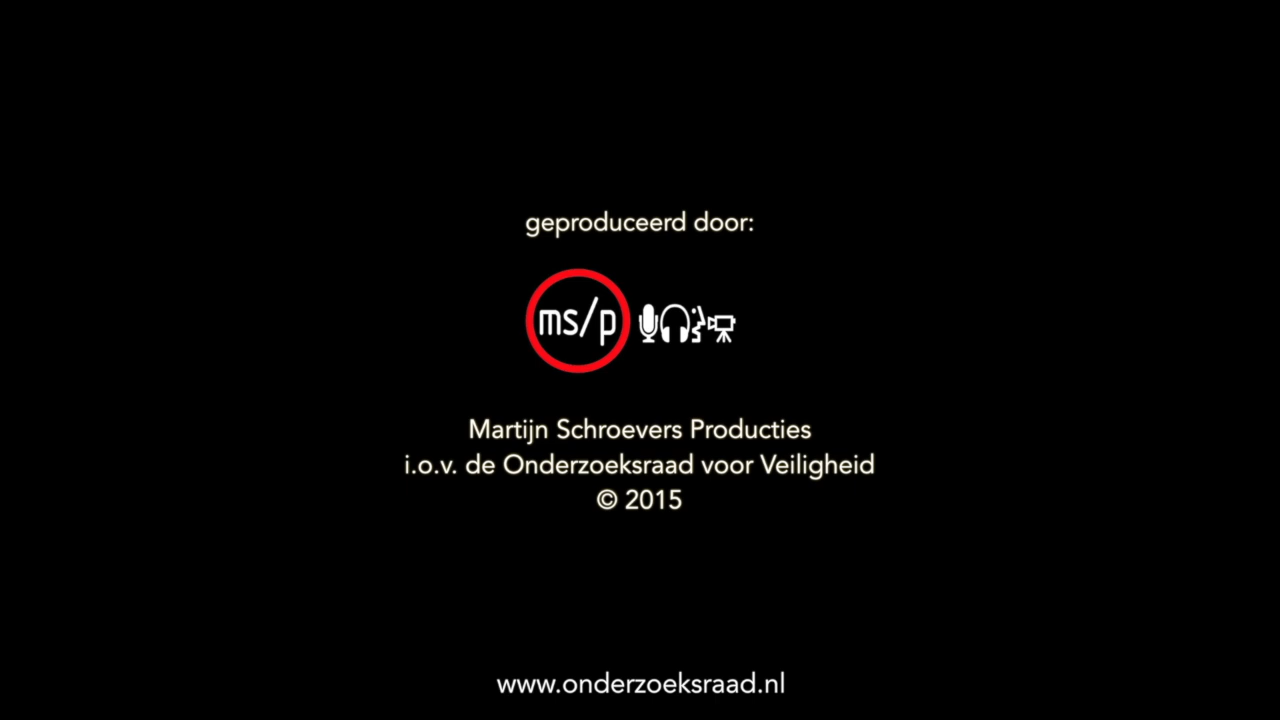 geproduceerd door:
ms/p
Martijn Schroevers Producties
i.o.v. de Onderzoeksraad voor Veiligheid
© 2015
www.onderzoeksraad.nl